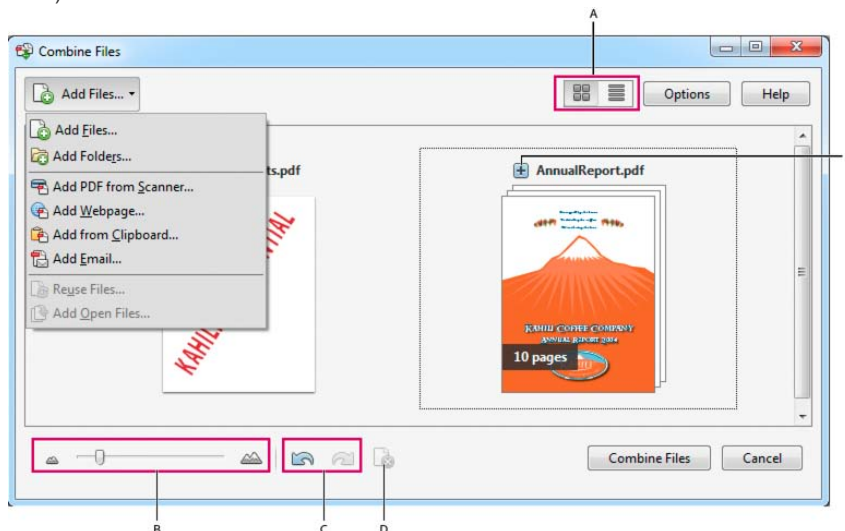 A
Combine Files
Add Files...
Options
Help
Add Files...
Add Folders...
Add PDF from Scanner...
Add Webpage...
Add from Clipboard...
Add Email...
Reuse Files...
Add Open Files...
ts.pdf
AnnualReport.pdf
KAHILI COFFEE COMPANY
ANNUAL REPORT 2014
10 pages
Combine Files
Cancel
B
C
D